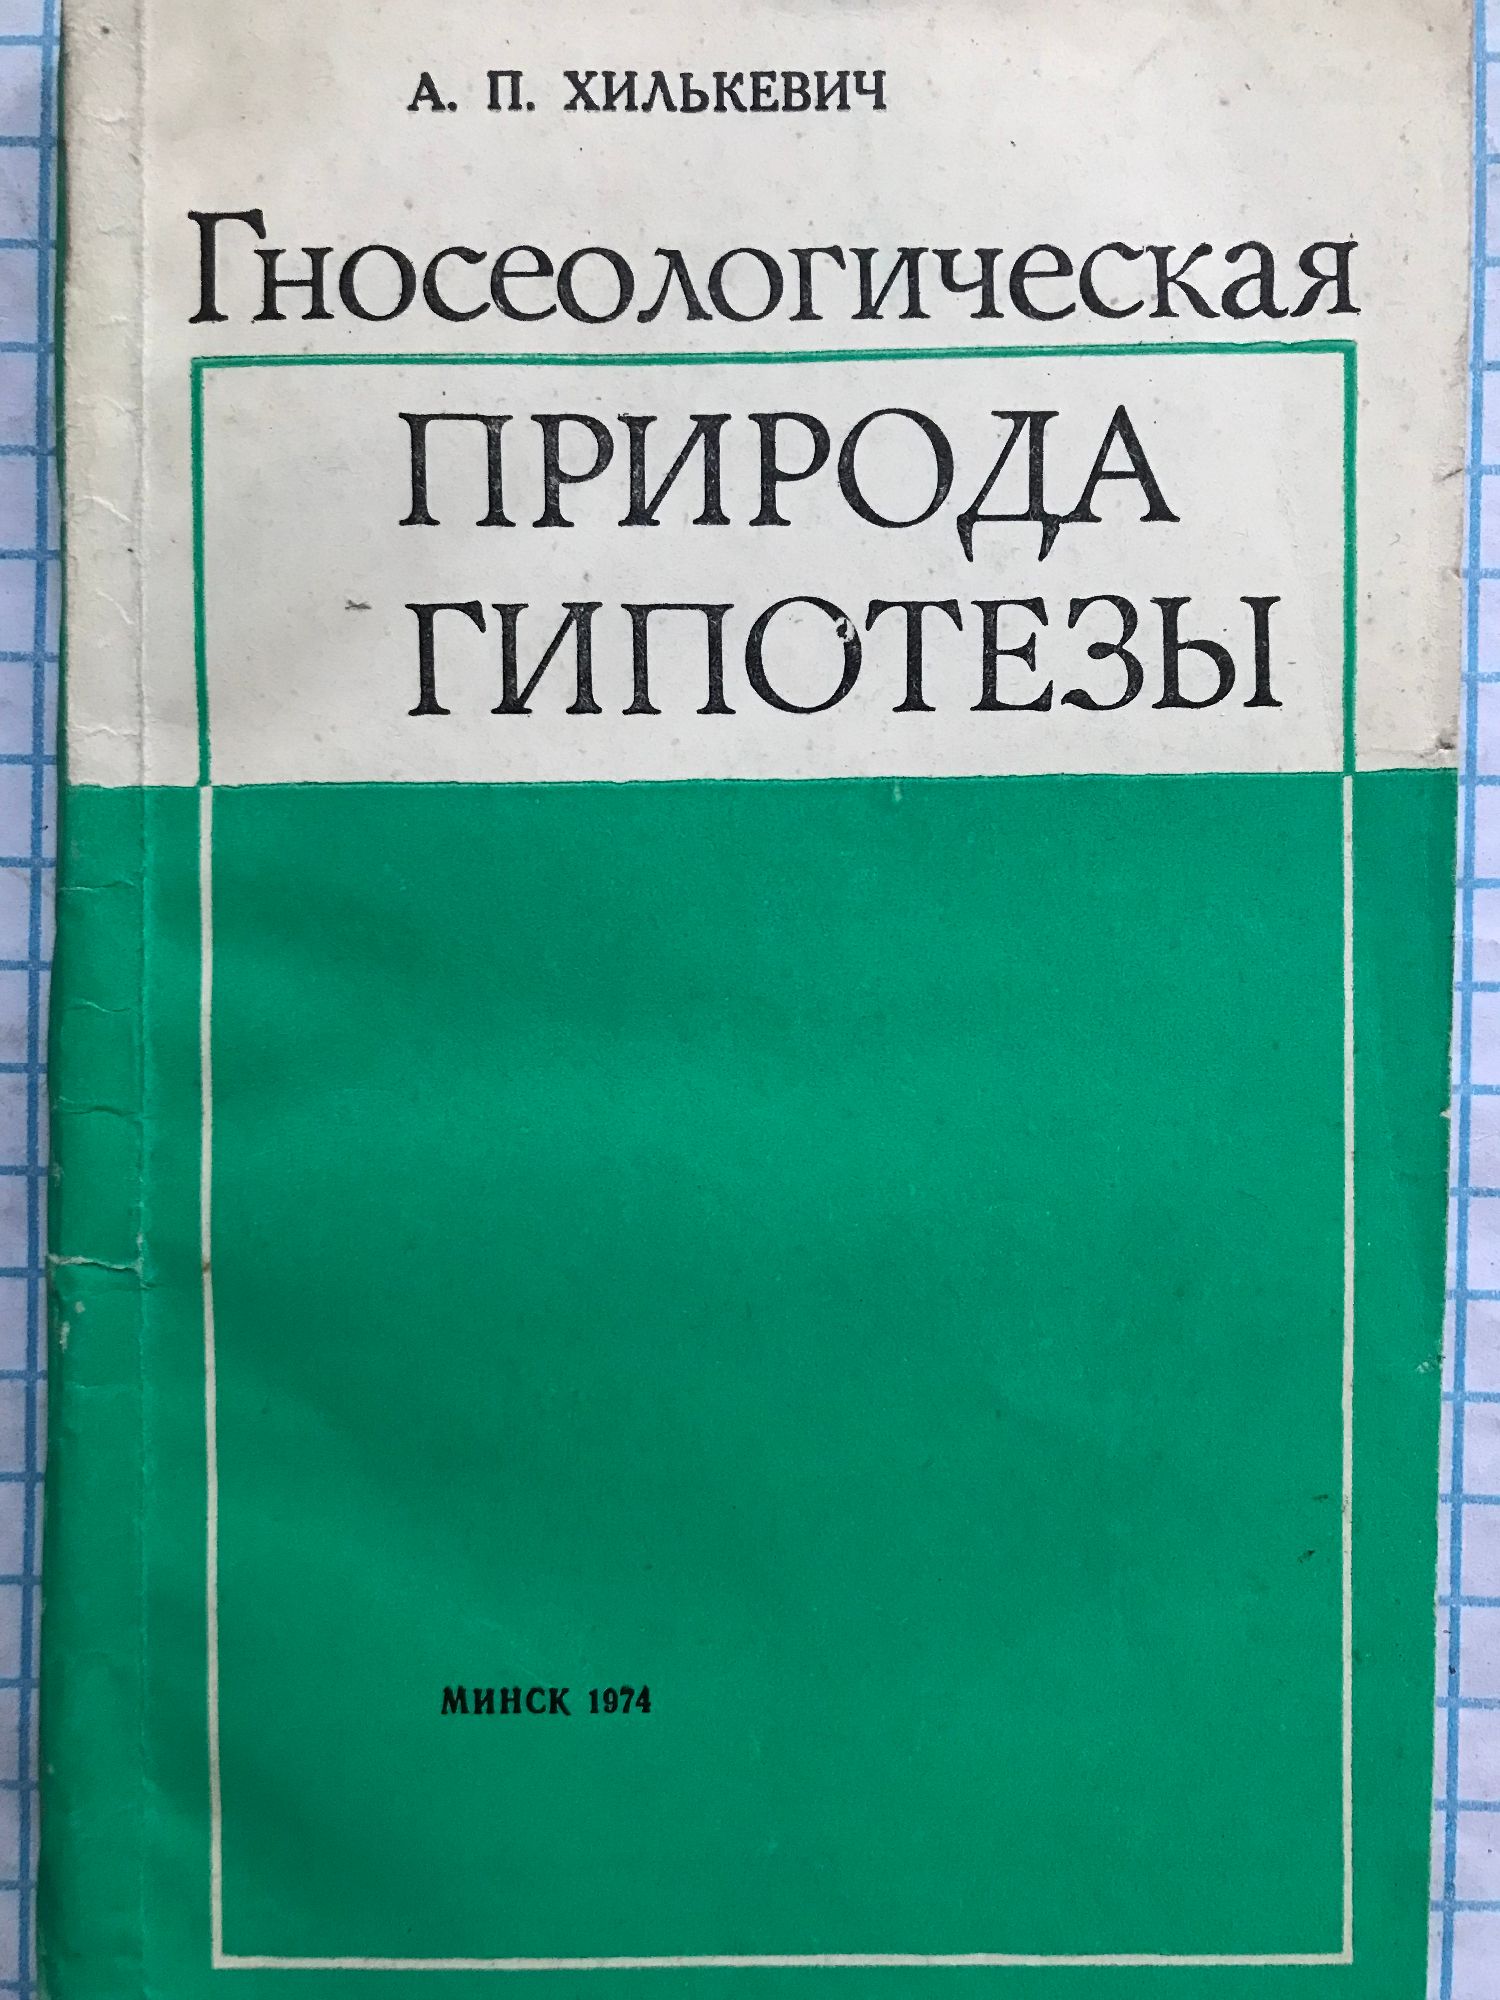 А. П. ХИЛЬКЕВИЧ
Гносеологическая
ПРИРОДА
ГИПОТЕЗЫ
МИНСК 1974